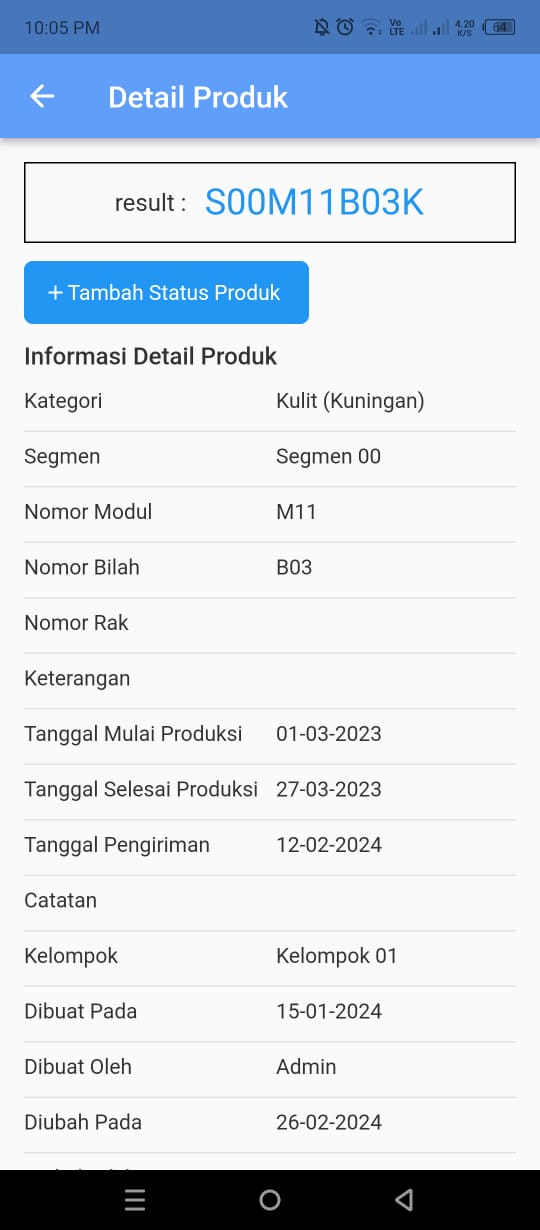 10:05 PM
Vo LTE 4.20 K/S 64
Detail Produk
result : S00M11B03K
+ Tambah Status Produk
Informasi Detail Produk
Kategori Kulit (Kuningan)
Segmen Segmen 00
Nomor Modul M11
Nomor Bilah B03
Nomor Rak
Keterangan
Tanggal Mulai Produksi 01-03-2023
Tanggal Selesai Produksi 27-03-2023
Tanggal Pengiriman 12-02-2024
Catatan
Kelompok Kelompok 01
Dibuat Pada 15-01-2024
Dibuat Oleh Admin
Diubah Pada 26-02-2024